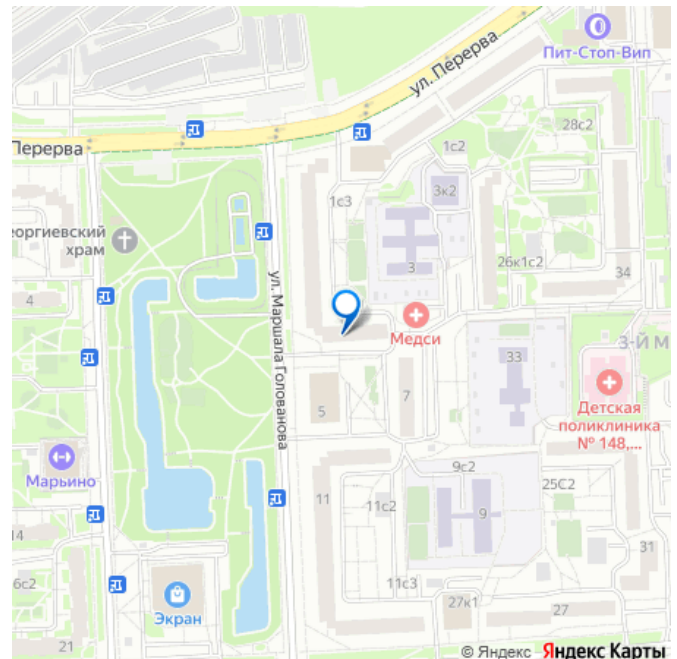 Пит-Стоп-Вип
ул. Перерва
Перерва
28с2
1с2
3к2
1с3
еоргиевский
храм
3
26к1с2
34
4
ул. Маршала Голованова
Медси
3-Й М
33
Детская
поликлиника
№ 148,...
5
7
Марьино
9с2
25С2
11
11с2
9
14
31
6с2
11с3
Экран
27к1
27
21
© Яндекс Яндекс Карты